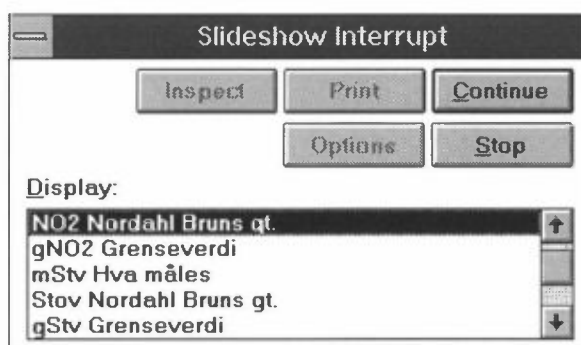 Slideshow Interrupt
Inspect Print Continue
Options Stop
Display:
NO2 Nordahl Bruns gt.
gNO2 Grenseverdi
mStv Hva måles
Stov Nordahl Bruns gt.
gStv Grenseverdi